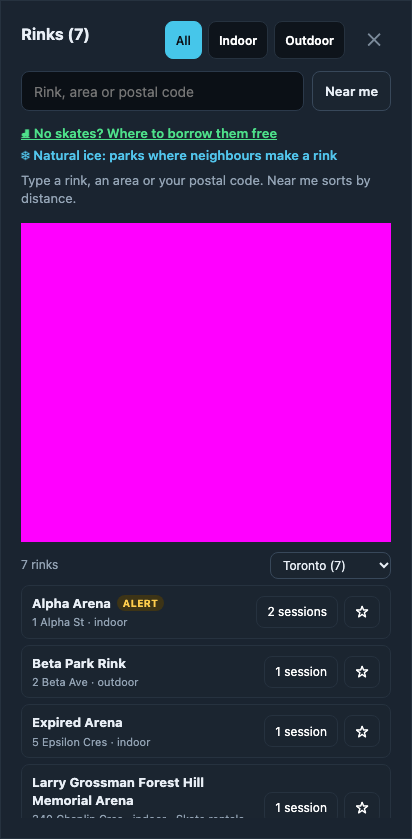 Rinks (7)
All
Indoor
Outdoor
Rink, area or postal code
Near me
No skates? Where to borrow them free
Natural ice: parks where neighbours make a rink
Type a rink, an area or your postal code. Near me sorts by
distance.
7 rinks
Toronto (7)
Alpha Arena ALERT
1 Alpha St · indoor
2 sessions
Beta Park Rink
2 Beta Ave · outdoor
1 session
Expired Arena
5 Epsilon Cres · indoor
1 session
Larry Grossman Forest Hill
Memorial Arena
1 session